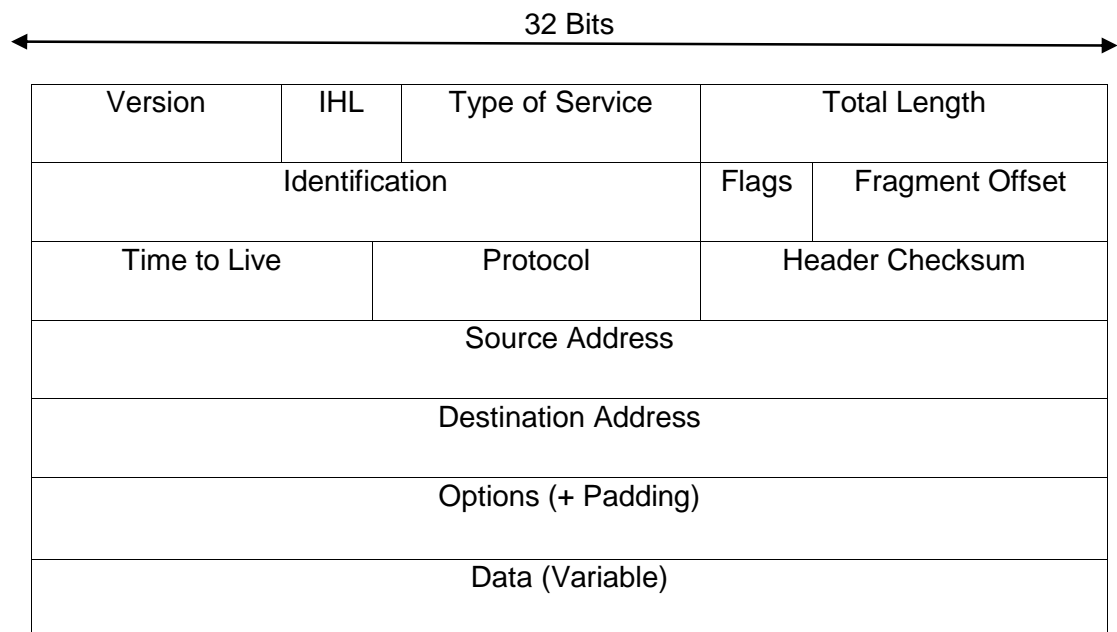 32 Bits
Version IHL Type of Service Total Length
Identification Flags Fragment Offset
Time to Live Protocol Header Checksum
Source Address
Destination Address
Options (+ Padding)
Data (Variable)